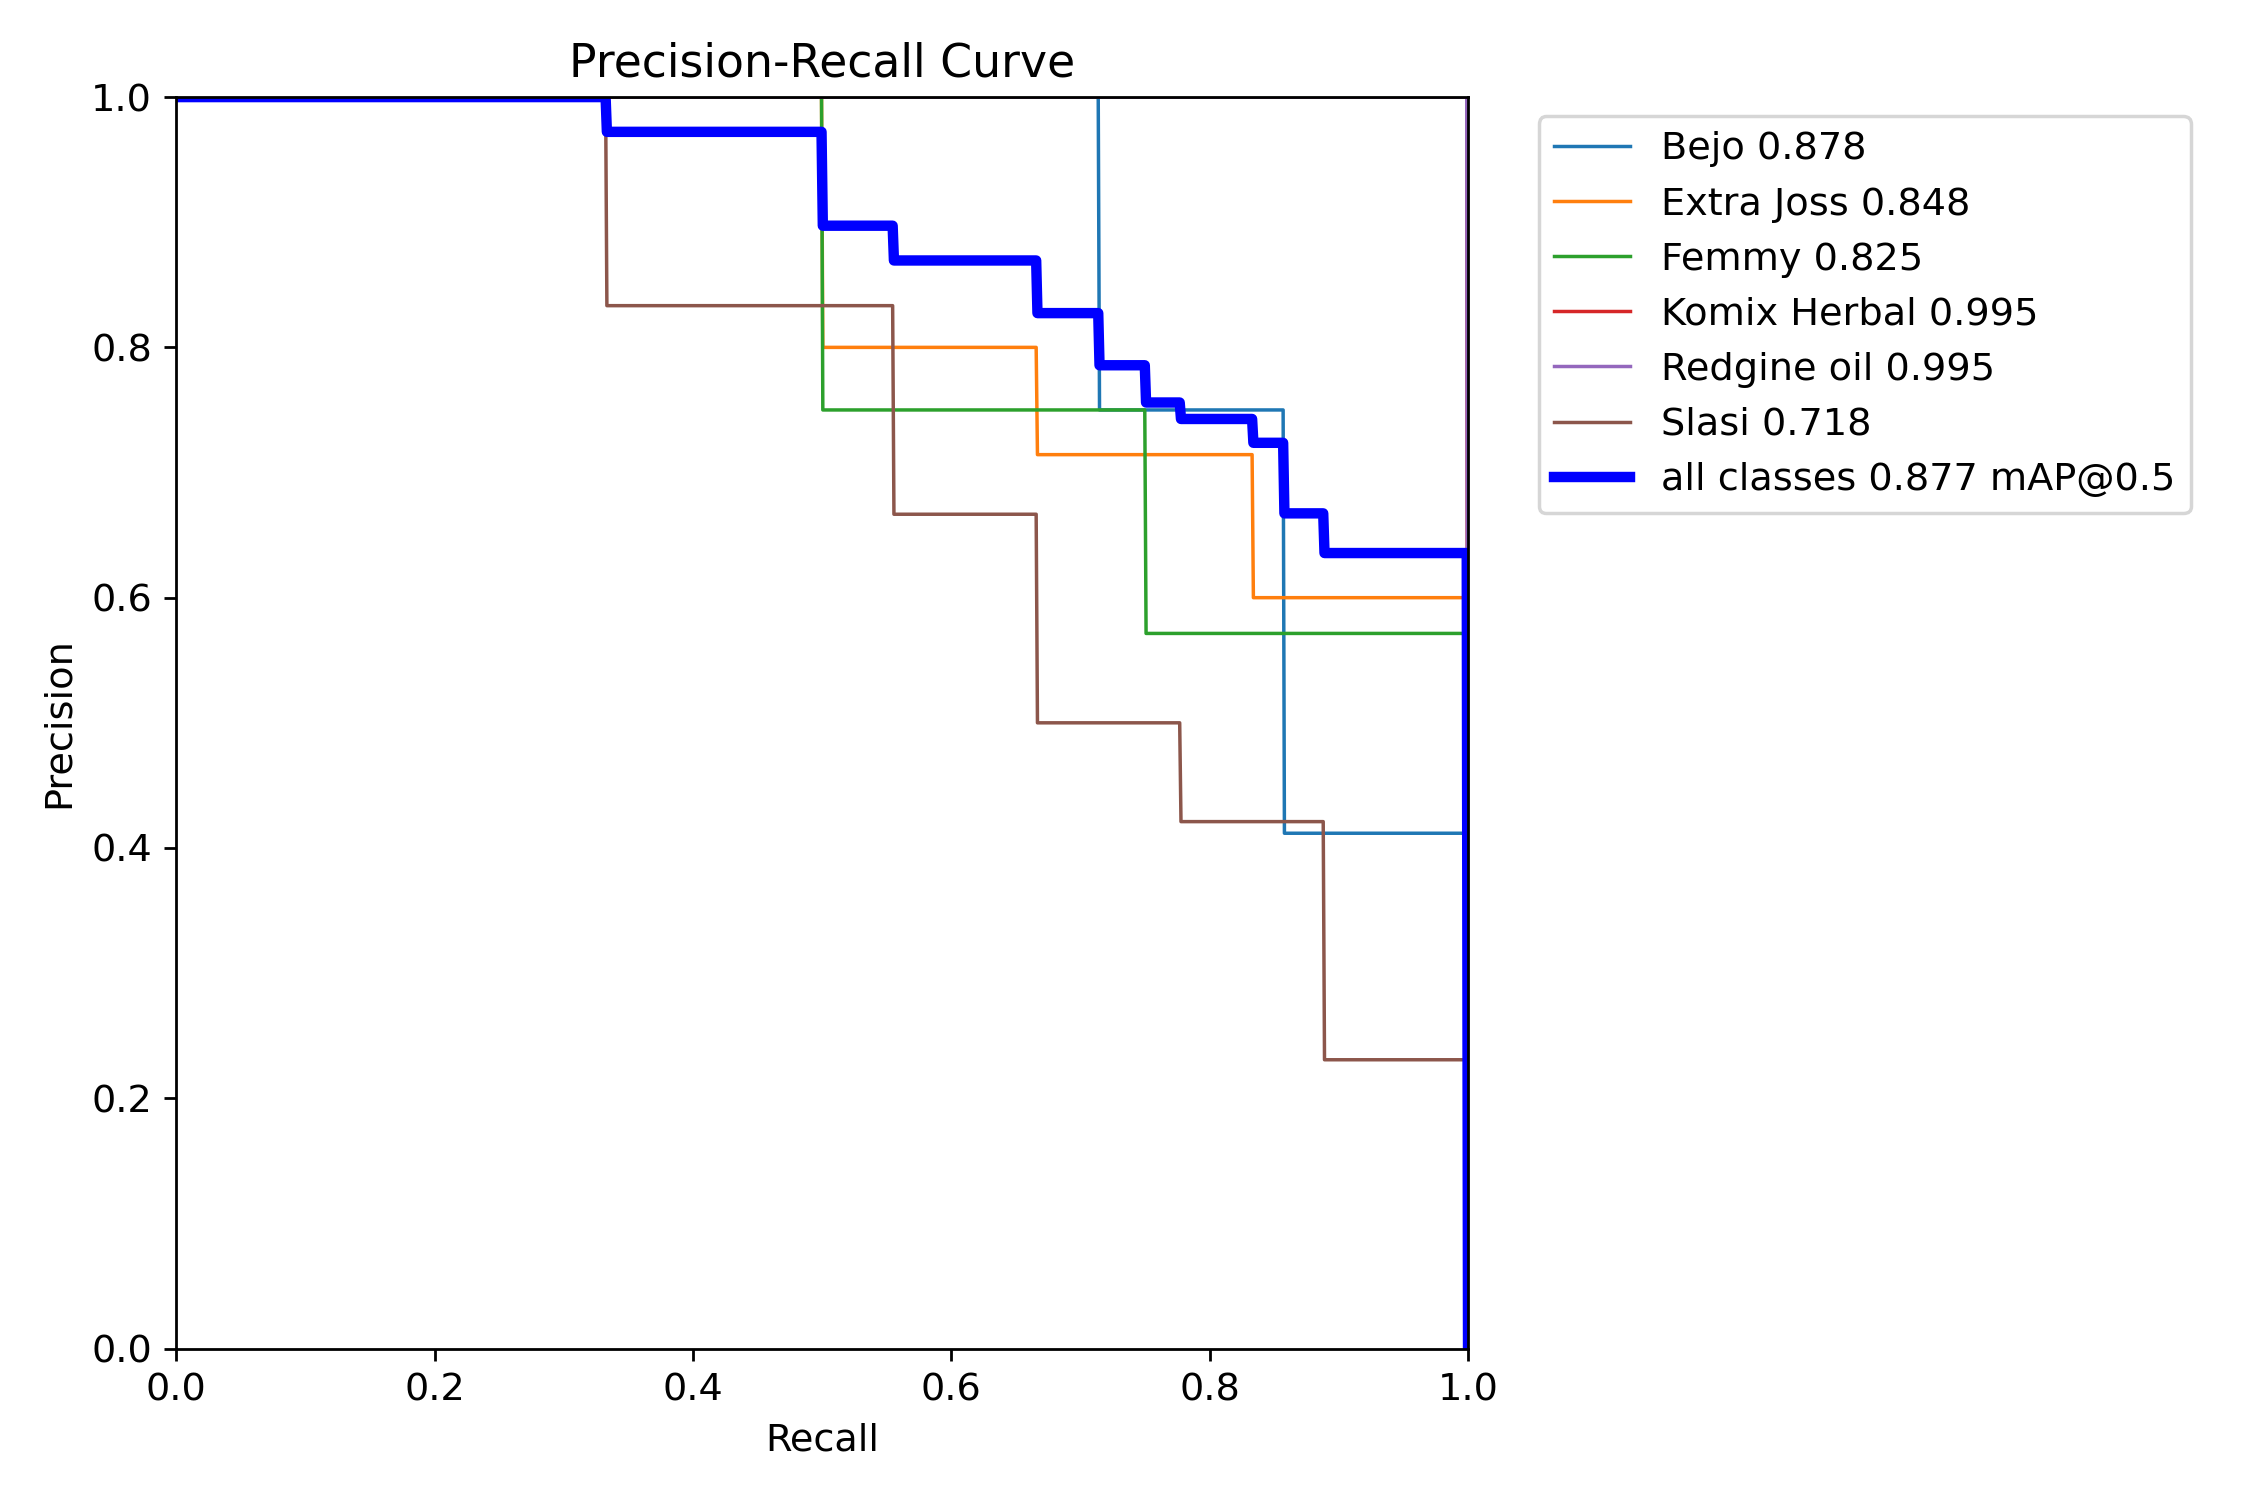 Precision-Recall Curve
1.0
0.8
0.6
0.4
0.2
0.0
Precision
0.0 0.2 0.4 0.6 0.8 1.0
Recall
Bejo 0.878
Extra Joss 0.848
Femmy 0.825
Komix Herbal 0.995
Redgine oil 0.995
Slasi 0.718
all classes 0.877 mAP@0.5